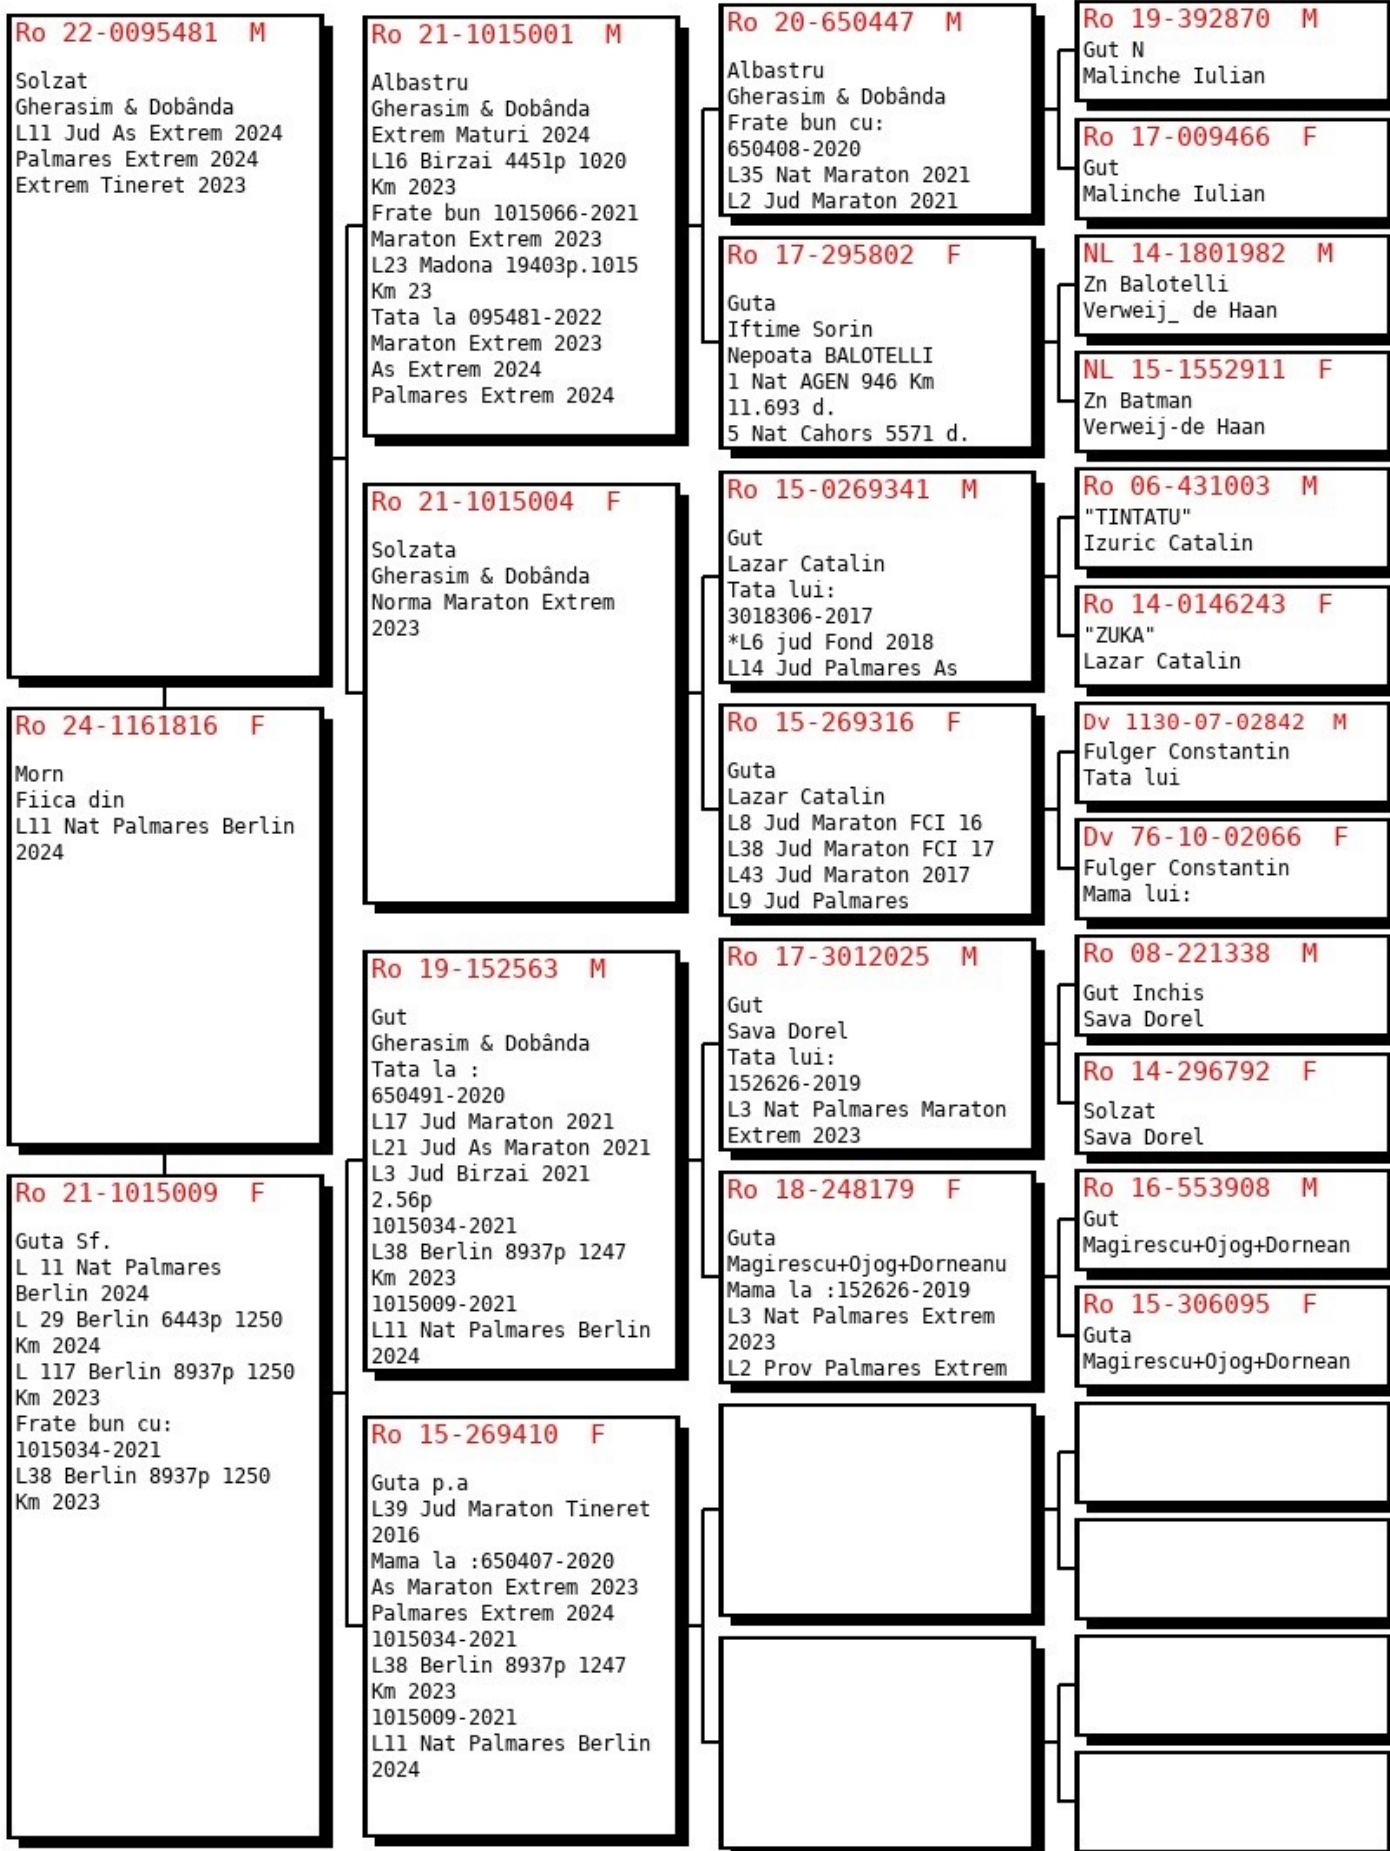 Ro 22-0095481 M
Solzat
Gherasim & Dobânda
L11 Jud As Extrem 2024
Palmares Extrem 2024
Extrem Tineret 2023
Ro 24-1161816 F
Morn
Fiica din
L11 Nat Palmares Berlin
2024
Ro 21-1015009 F
Guta Sf.
L 11 Nat Palmares
Berlin 2024
L 29 Berlin 6443p 1250
Km 2024
L 117 Berlin 8937p 1250
Km 2023
Frate bun cu:
1015034-2021
L38 Berlin 8937p 1250
Km 2023
Ro 21-1015001 M
Albastru
Gherasim & Dobânda
Extrem Maturi 2024
L16 Birzai 4451p 1020
Km 2023
Frate bun 1015066-2021
Maraton Extrem 2023
L23 Madona 19403p.1015
Km 23
Tata la 095481-2022
Maraton Extrem 2023
As Extrem 2024
Palmares Extrem 2024
Ro 21-1015004 F
Solzata
Gherasim & Dobânda
Norma Maraton Extrem
2023
Ro 19-152563 M
Gut
Gherasim & Dobânda
Tata la :
650491-2020
L17 Jud Maraton 2021
L21 Jud As Maraton 2021
L3 Jud Birzai 2021
2.56p
1015034-2021
L38 Berlin 8937p 1247
Km 2023
1015009-2021
L11 Nat Palmares Berlin
2024
Ro 15-269410 F
Guta p.a
L39 Jud Maraton Tineret
2016
Mama la :650407-2020
As Maraton Extrem 2023
Palmares Extrem 2024
1015034-2021
L38 Berlin 8937p 1247
Km 2023
1015009-2021
L11 Nat Palmares Berlin
2024
Ro 20-650447 M
Albastru
Gherasim & Dobânda
Frate bun cu:
650408-2020
L35 Nat Maraton 2021
L2 Jud Maraton 2021
Ro 17-295802 F
Guta
Iftime Sorin
Nepoata BALOTELLI
1 Nat AGEN 946 Km
11.693 d.
5 Nat Cahors 5571 d.
Ro 15-0269341 M
Gut
Lazar Catalin
Tata lui:
3018306-2017
*L6 jud Fond 2018
L14 Jud Palmares As
Ro 15-269316 F
Guta
Lazar Catalin
L8 Jud Maraton FCI 16
L38 Jud Maraton FCI 17
L43 Jud Maraton 2017
L9 Jud Palmares
Ro 17-3012025 M
Gut
Sava Dorel
Tata lui:
152626-2019
L3 Nat Palmares Maraton
Extrem 2023
Ro 18-248179 F
Guta
Magirescu+Ojog+Dorneanu
Mama la :152626-2019
L3 Nat Palmares Extrem
2023
L2 Prov Palmares Extrem
Ro 19-392870 M
Gut N
Malinche Iulian
Ro 17-009466 F
Gut
Malinche Iulian
NL 14-1801982 M
Zn Balotelli
Verweij_ de Haan
NL 15-1552911 F
Zn Batman
Verweij-de Haan
Ro 06-431003 M
"TINTATU"
Izuric Catalin
Ro 14-0146243 F
"ZUKA"
Lazar Catalin
Dv 1130-07-02842 M
Fulger Constantin
Tata lui
Dv 76-10-02066 F
Fulger Constantin
Mama lui:
Ro 08-221338 M
Gut Inchis
Sava Dorel
Ro 14-296792 F
Solzat
Sava Dorel
Ro 16-553908 M
Gut
Magirescu+Ojog+Dornean
Ro 15-306095 F
Guta
Magirescu+Ojog+Dornean